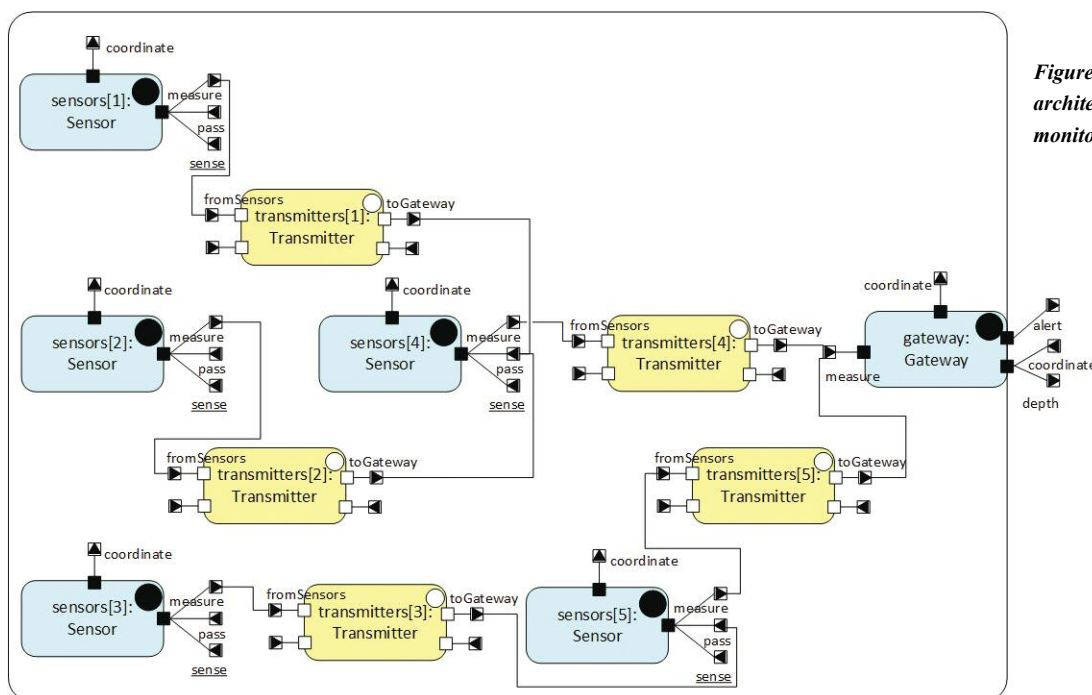 Figure
archite
monito
coordinate
sensors[1]:
Sensor
measure
pass
sense
fromSensors
transmitters[1]:
Transmitter
toGateway
coordinate
sensors[2]:
Sensor
measure
pass
sense
coordinate
sensors[4]:
Sensor
measure
pass
sense
fromSensors
transmitters[4]:
Transmitter
toGateway
coordinate
gateway:
Gateway
measure
alert
coordinate
depth
fromSensors
transmitters[2]:
Transmitter
toGateway
fromSensors
transmitters[5]:
Transmitter
toGateway
coordinate
sensors[3]:
Sensor
measure
pass
sense
fromSensors
transmitters[3]:
Transmitter
toGateway
coordinate
sensors[5]:
Sensor
measure
pass
sense